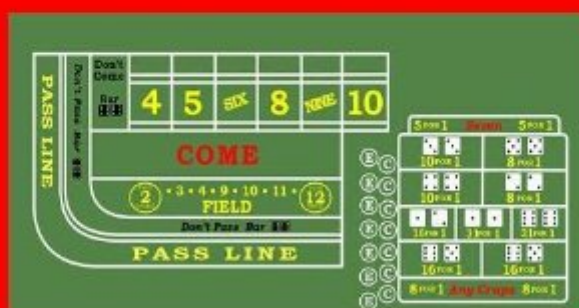 Don't
Come
Bar
4 5 SIX 8 NINE 10
PASS LINE
Don't Pass Bar
COME
2 · 3 · 4 · 9 · 10 · 11 · 12
FIELD
Don't Pass Bar
PASS LINE
E C
E C
E C
E C
E C
E C
E C
5 FOR 1 Seven 5 FOR 1
10 FOR 1 8 FOR 1
10 FOR 1 8 FOR 1
16 FOR 1 31 FOR 1 31 FOR 1
16 FOR 1 16 FOR 1
8 FOR 1 Any Craps 8 FOR 1